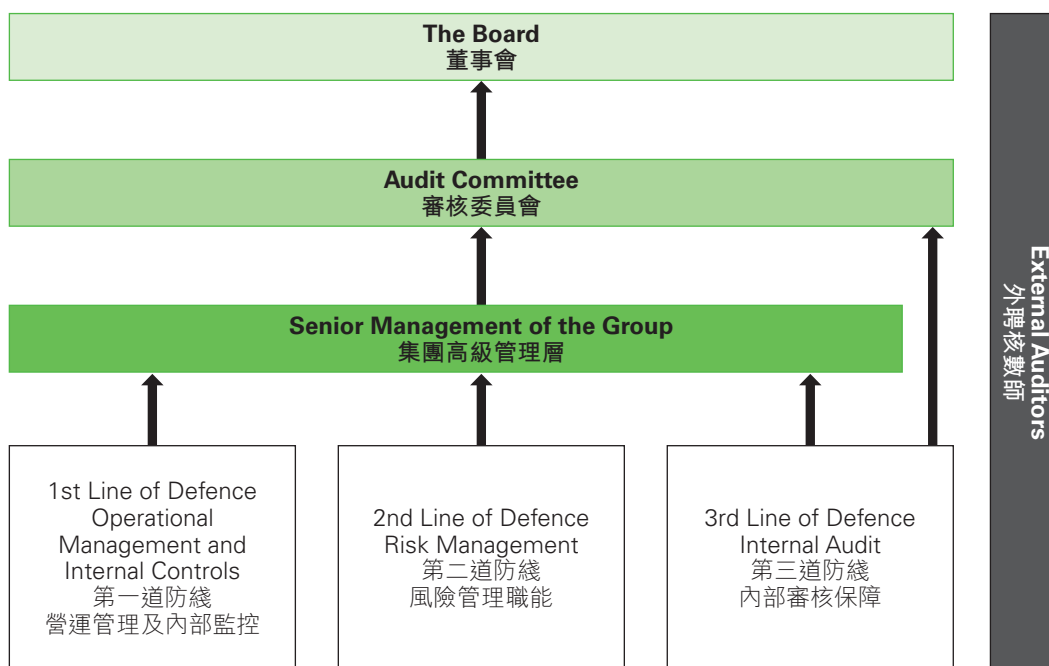 The Board
董事會
Audit Committee
審核委員會
Senior Management of the Group
集團高級管理層
1st Line of Defence
Operational
Management and
Internal Controls
第一道防綫
營運管理及內部監控
2nd Line of Defence
Risk Management
第二道防綫
風險管理職能
3rd Line of Defence
Internal Audit
第三道防綫
內部審核保障
External Auditors
外聘核數師